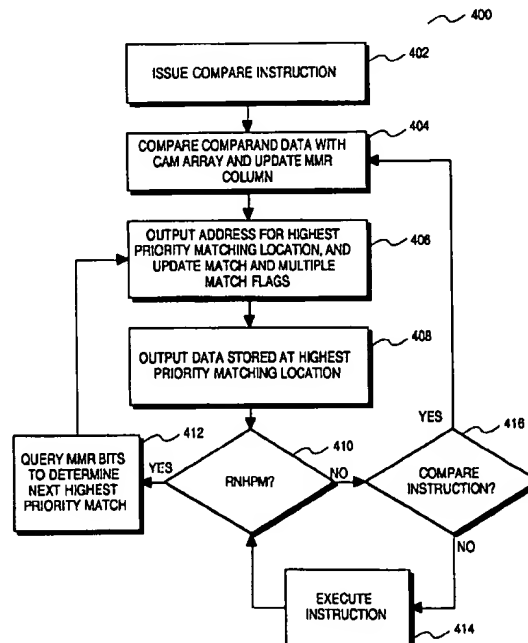 400
402
ISSUE COMPARE INSTRUCTION
404
COMPARE COMPARAND DATA WITH
CAM ARRAY AND UPDATE MMR
COLUMN
406
OUTPUT ADDRESS FOR HIGHEST
PRIORITY MATCHING LOCATION, AND
UPDATE MATCH AND MULTIPLE
MATCH FLAGS
408
OUTPUT DATA STORED AT HIGHEST
PRIORITY MATCHING LOCATION
412
QUERY MMR BITS
TO DETERMINE
NEXT HIGHEST
PRIORITY MATCH
YES
410
RNHPM?
NO
YES
416
COMPARE
INSTRUCTION?
NO
EXECUTE
INSTRUCTION
414